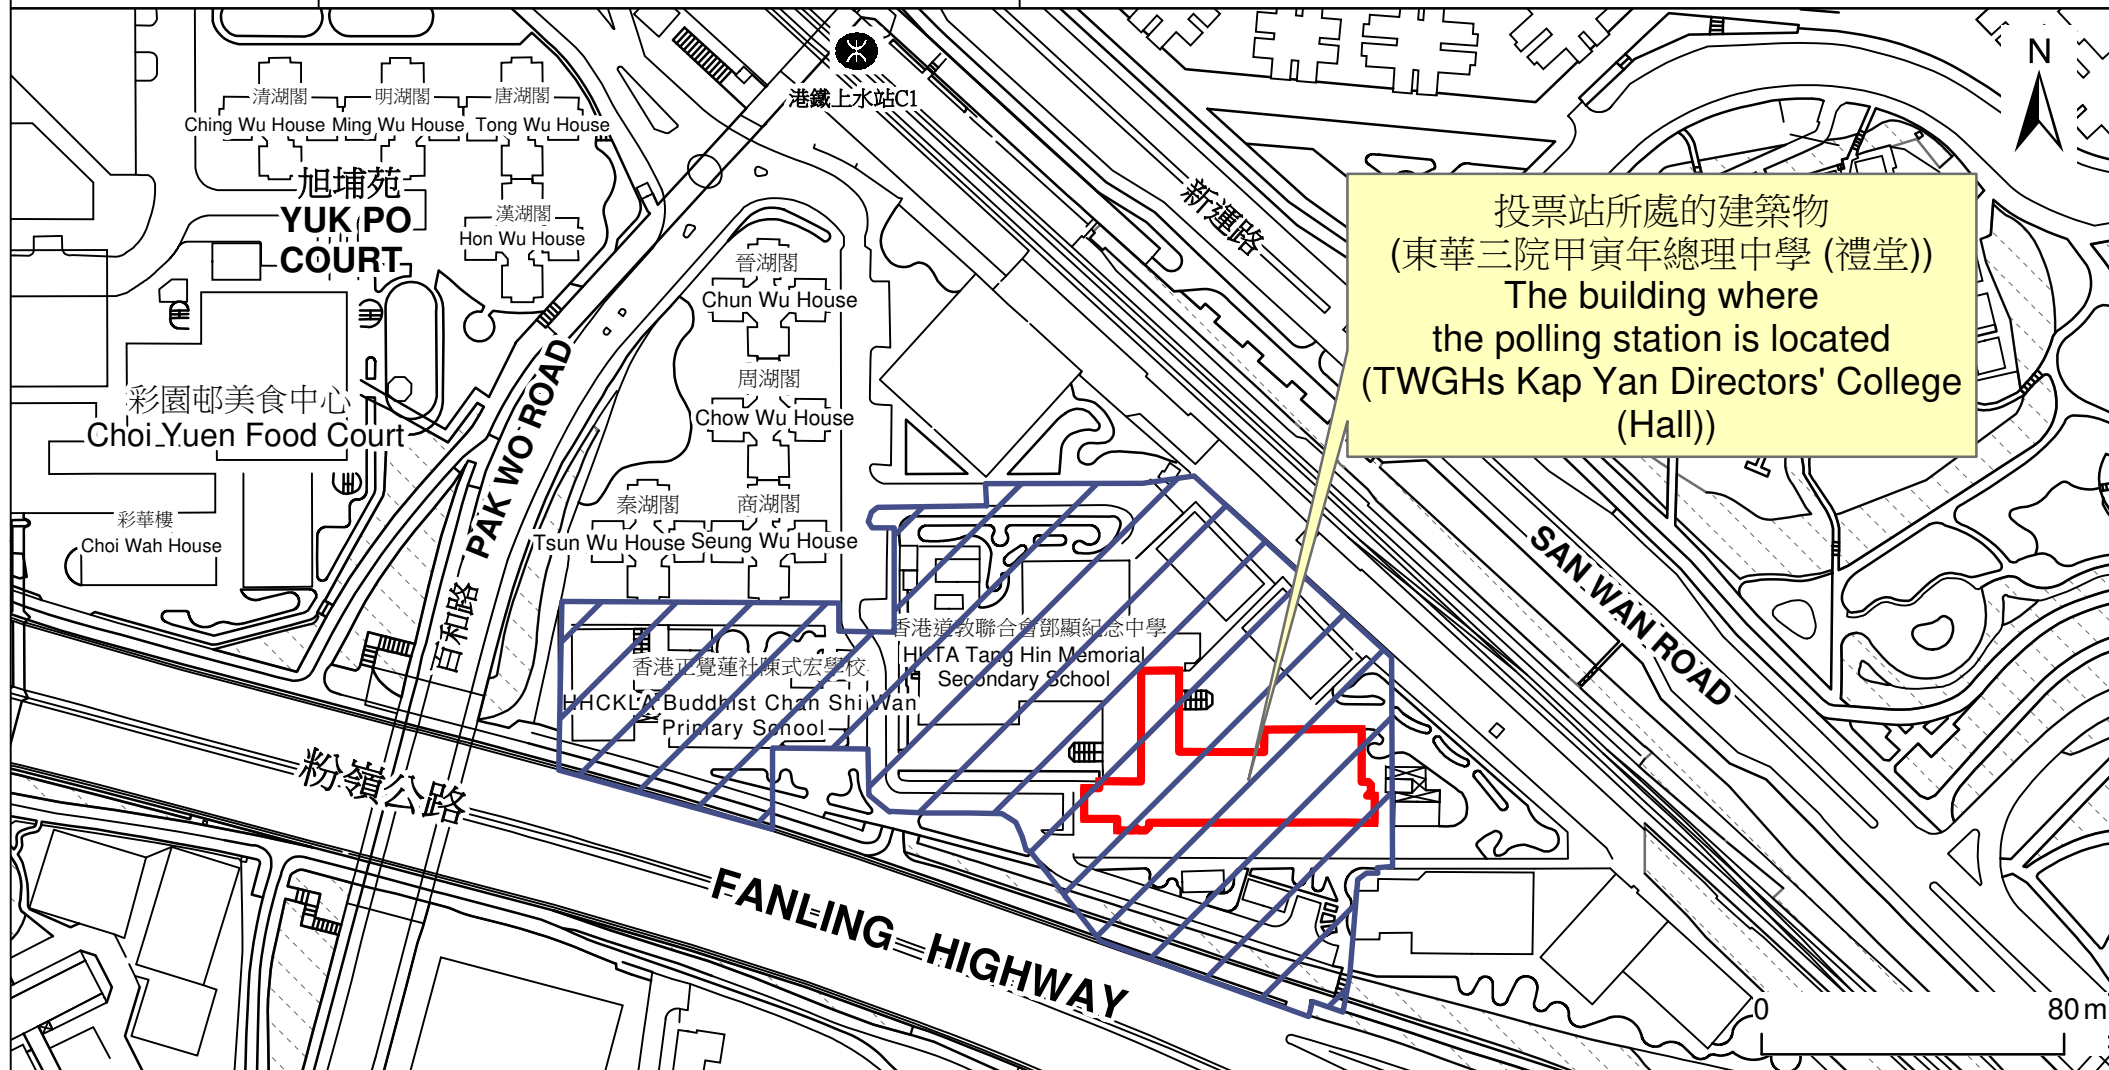 N
港鐵上水站C1
清湖閣
Ching Wu House
明湖閣
Ming Wu House
唐湖閣
Tong Wu House
旭埔苑
YUK PO
COURT
漢湖閣
Hon Wu House
新運路
投票站所處的建築物
(東華三院甲寅年總理中學 (禮堂))
The building where
the polling station is located
(TWGHs Kap Yan Directors' College
(Hall))
晉湖閣
Chun Wu House
周湖閣
Chow Wu House
彩園邨美食中心
Choi Yuen Food Court
PAK WO ROAD
百和路
彩華樓
Choi Wah House
秦湖閣
Tsun Wu House
商湖閣
Seung Wu House
SAN WAN ROAD
香港道教聯合會鄧顯紀念中學
HKTA Tang Hin Memorial
Secondary School
香港正覺蓮社陳式宏學校
HHCKLA Buddhist Chan Shi Wan
Primary School
粉嶺公路
FANLING HIGHWAY
0
80 m